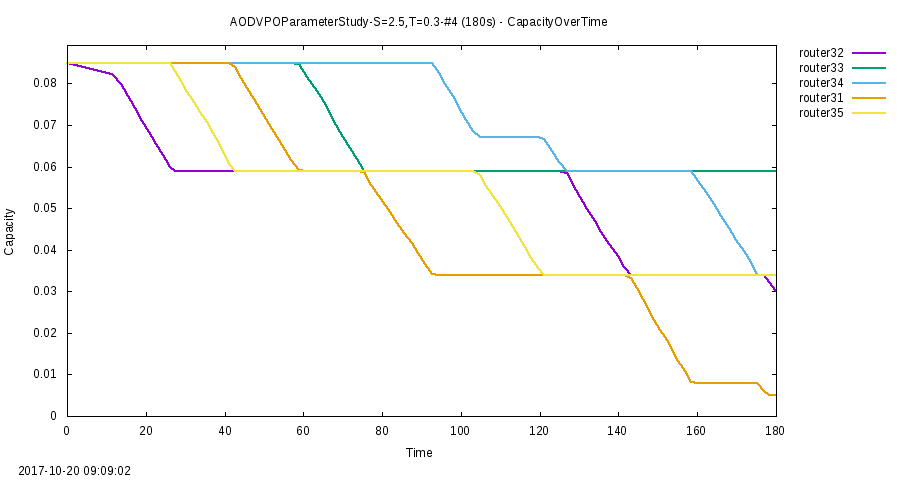 AODVPOParameterStudy-S=2.5,T=0.3-#4 (180s) - CapacityOverTime
router32
router33
router34
router31
router35
0.08
0.07
0.06
0.05
0.04
0.03
0.02
0.01
0
Capacity
0 20 40 60 80 100 120 140 160 180
Time
2017-10-20 09:09:02